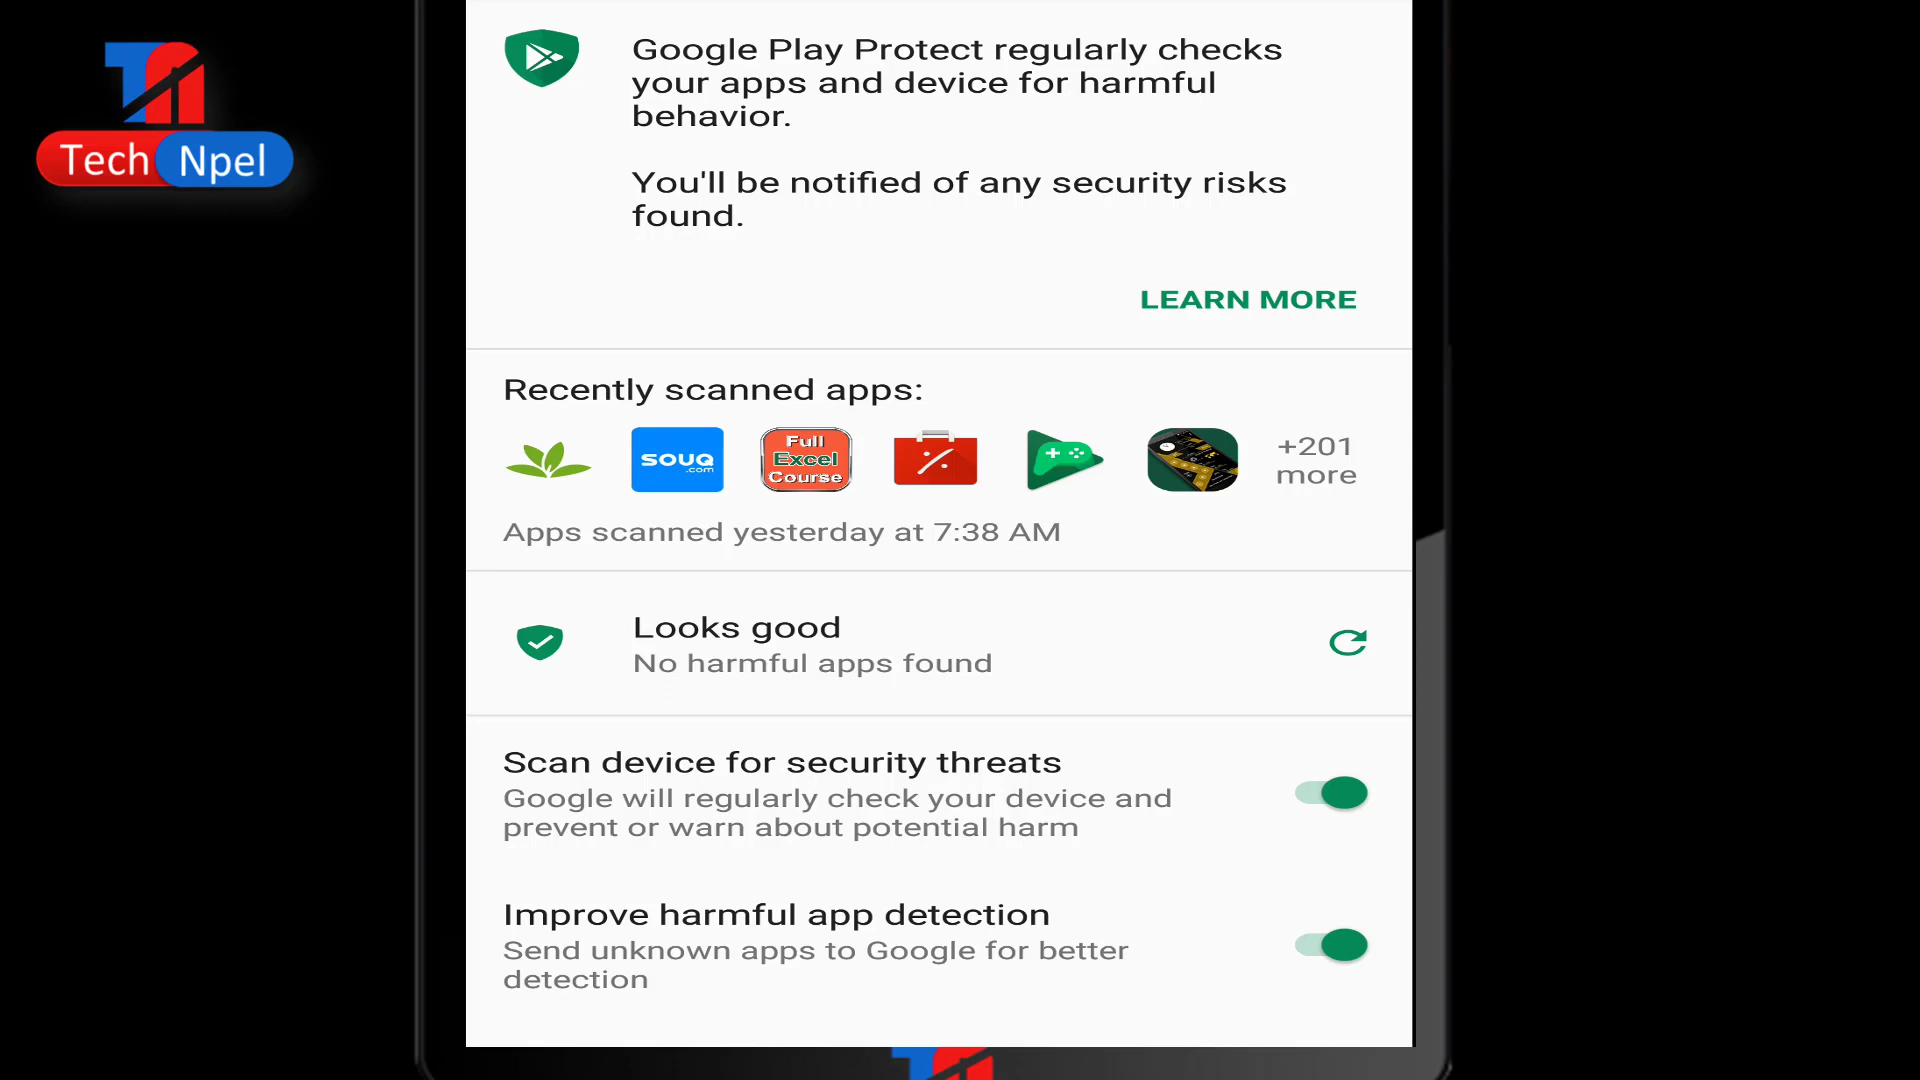 Tech Npel
Google Play Protect regularly checks
your apps and device for harmful
behavior.
You'll be notified of any security risks
found.
LEARN MORE
Recently scanned apps:
souq
.com
Full
Excel
Course
+201
more
Apps scanned yesterday at 7:38 AM
Looks good
No harmful apps found
Scan device for security threats
Google will regularly check your device and
prevent or warn about potential harm
Improve harmful app detection
Send unknown apps to Google for better
detection